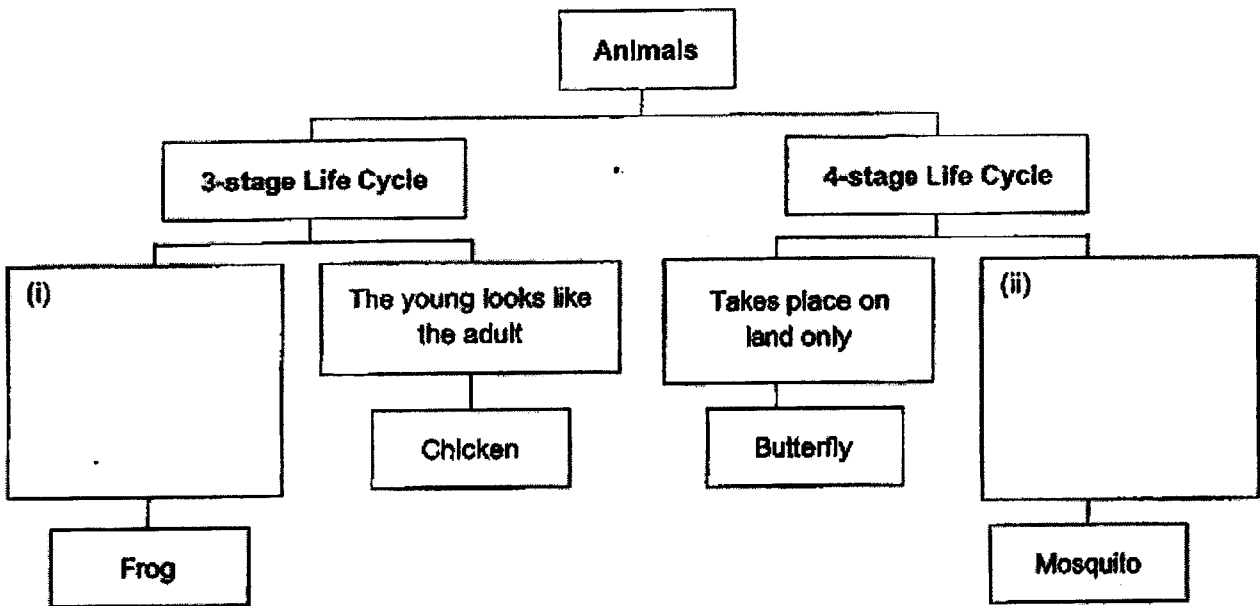 Animals
3-stage Life Cycle
4-stage Life Cycle
(i)
The young looks like
the adult
Takes place on
land only
(ii)
Chicken
Butterfly
Frog
Mosquito